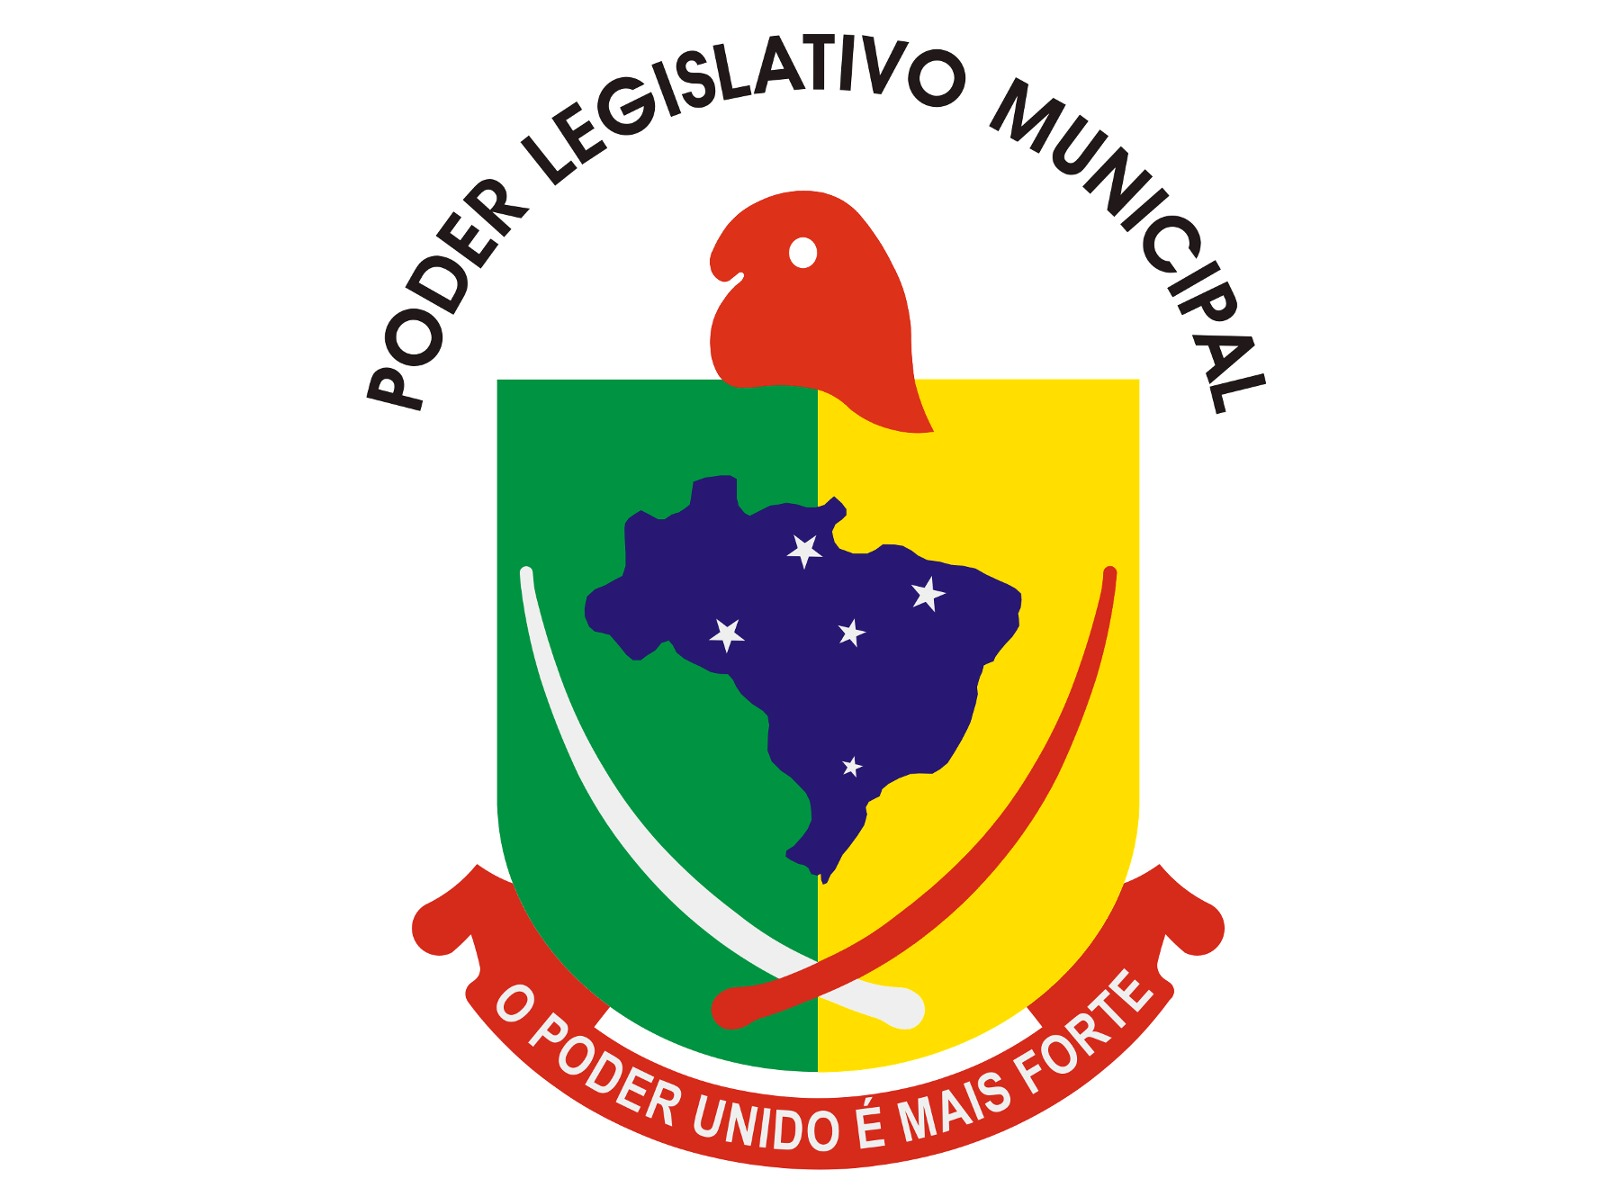 PODER LEGISLATIVO MUNICIPAL
O PODER UNIDO É MAIS FORTE